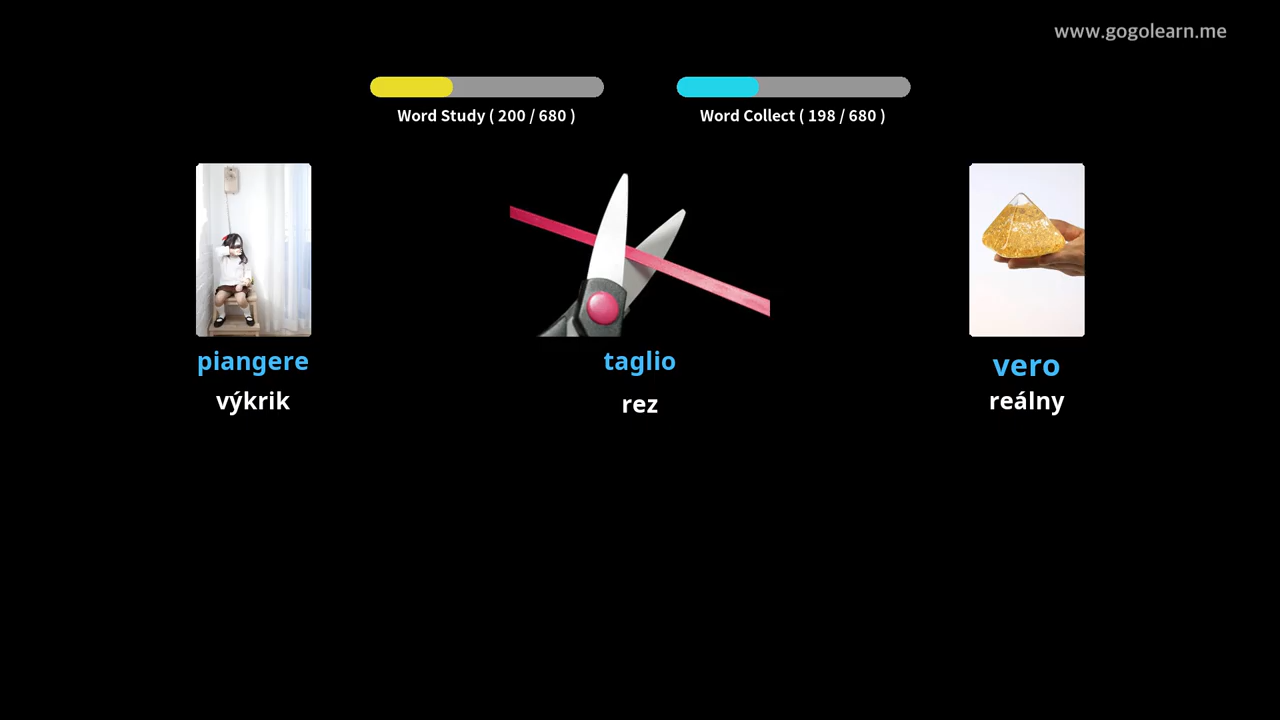 www.gogolearn.me
Word Study ( 200 / 680 )
Word Collect ( 198 / 680 )
piangere
taglio
vero
výkrik
rez
reálny